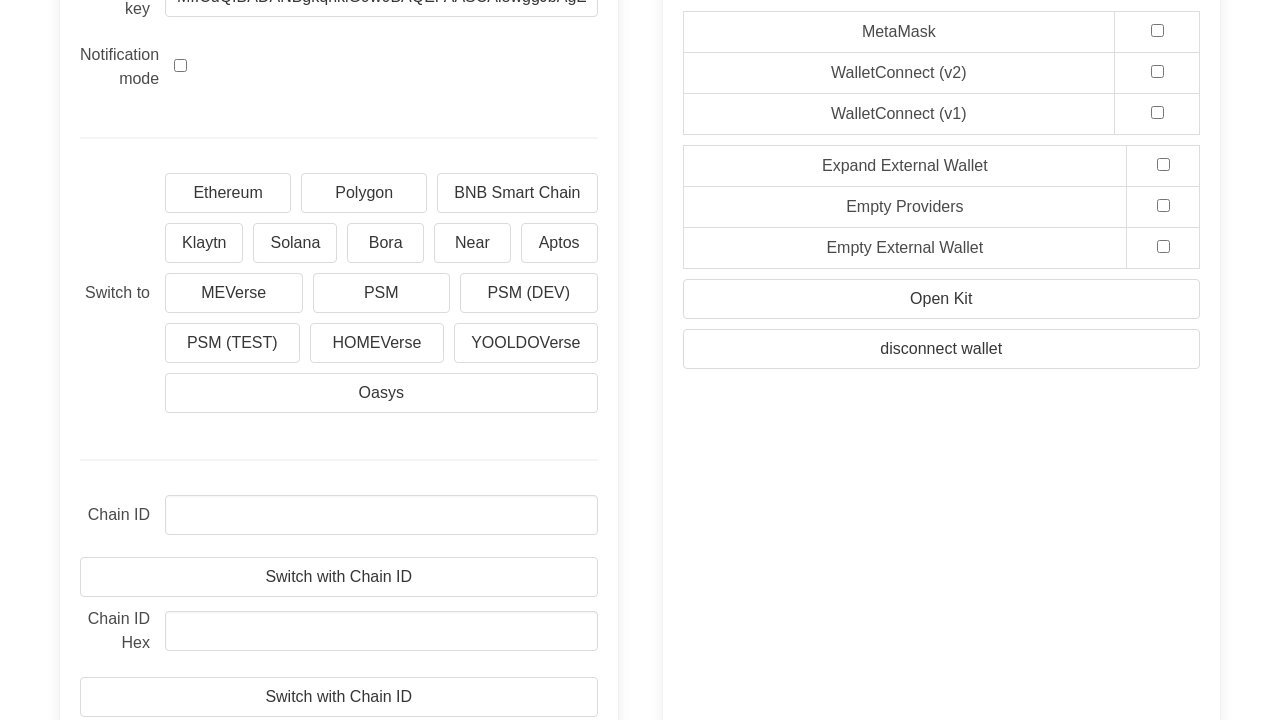 key
Notification
mode
Ethereum
Polygon
BNB Smart Chain
Klaytn
Solana
Bora
Near
Aptos
Switch to
MEVerse
PSM
PSM (DEV)
PSM (TEST)
HOMEVerse
YOOLDOVerse
Oasys
Chain ID
Switch with Chain ID
Chain ID
Hex
Switch with Chain ID
MetaMask
WalletConnect (v2)
WalletConnect (v1)
Expand External Wallet
Empty Providers
Empty External Wallet
Open Kit
disconnect wallet